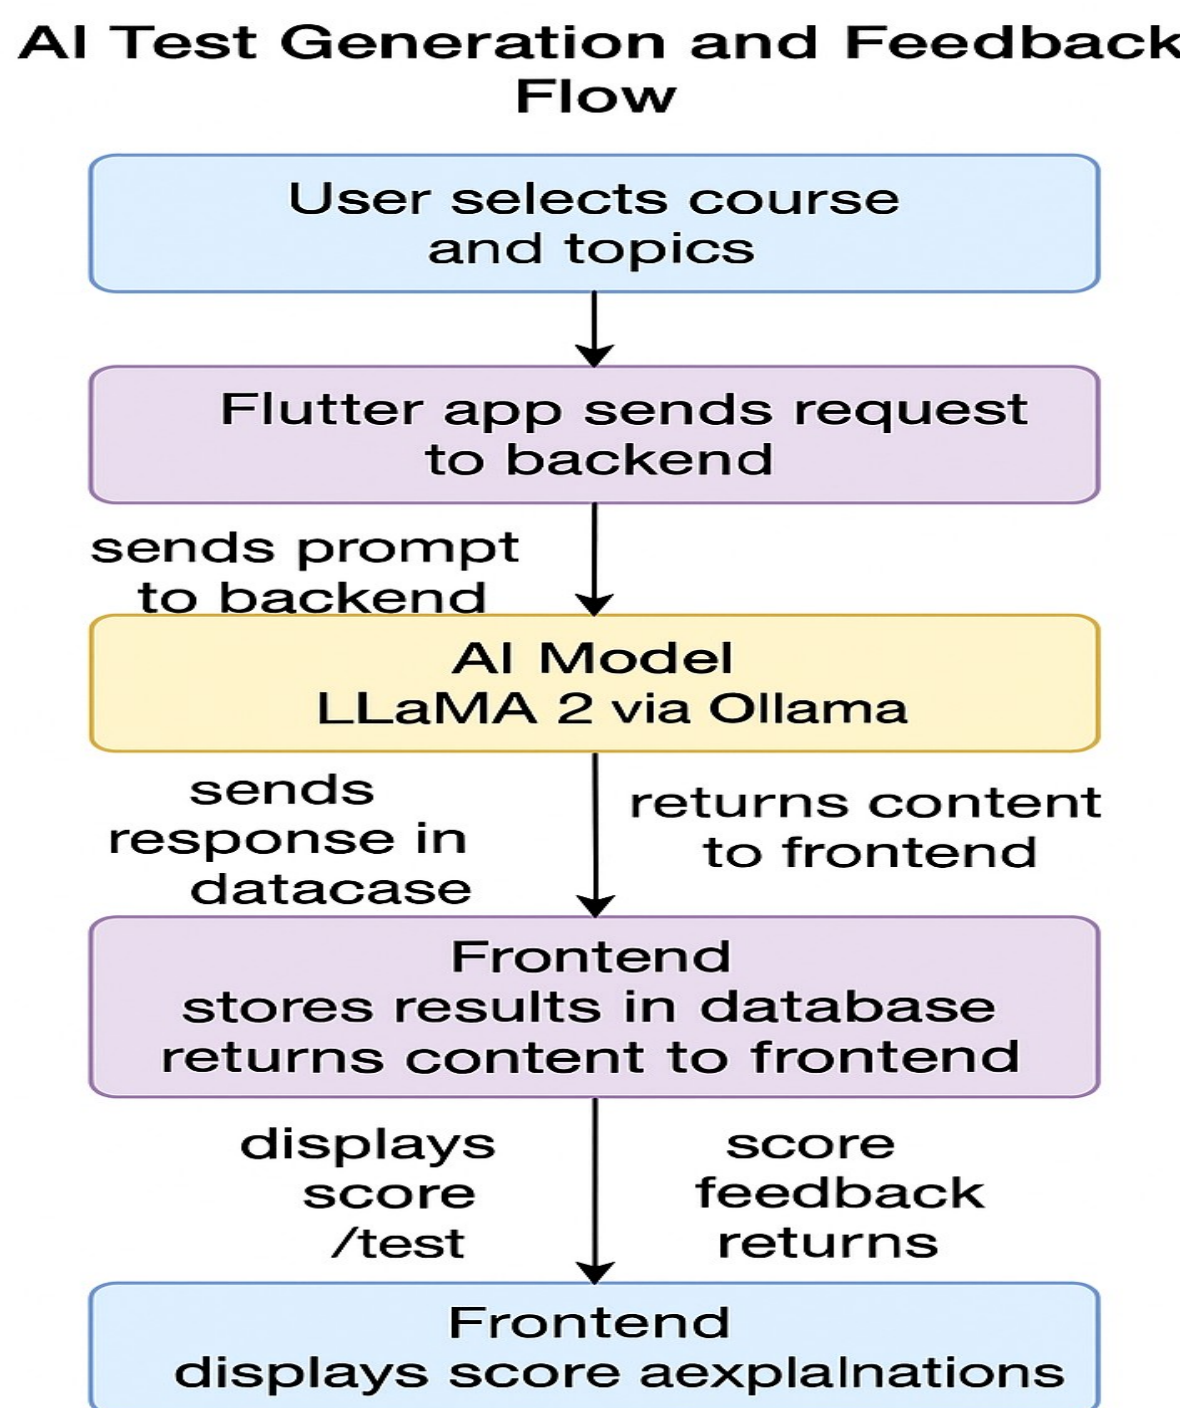 AI Test Generation and Feedback
Flow
User selects course
and topics
Flutter app sends request
to backend
sends prompt
to backend
AI Model
LLaMA 2 via Ollama
sends
response in
datacase
returns content
to frontend
Frontend
stores results in database
returns content to frontend
displays
score
/test
score
feedback
returns
Frontend
displays score aexplalnations